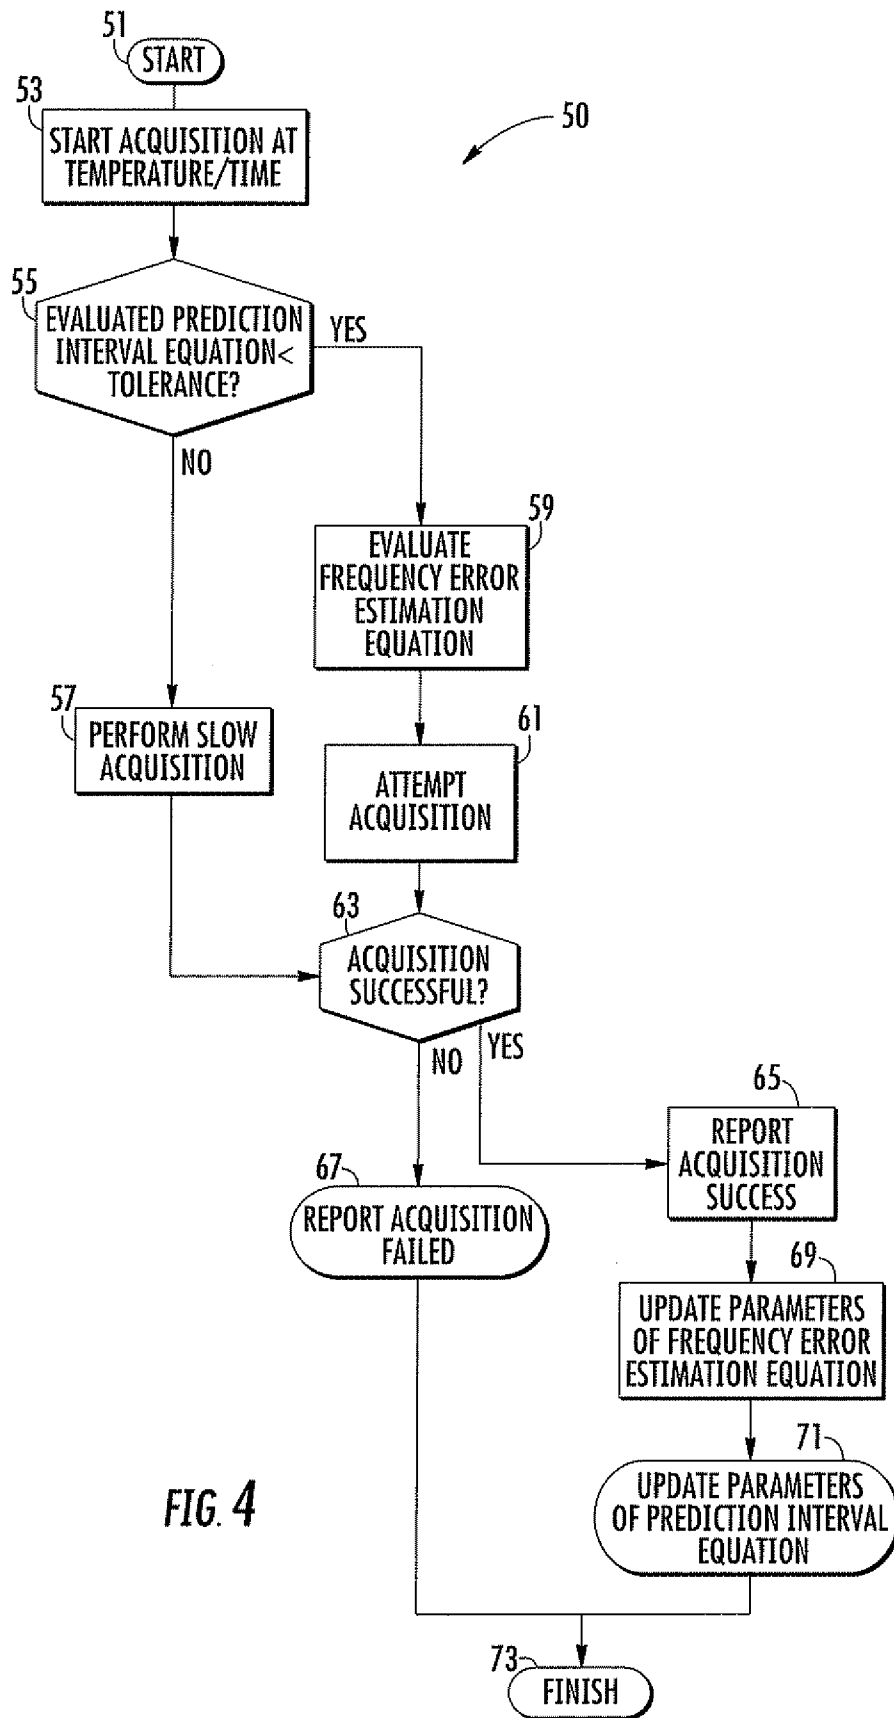 51
START
53
START ACQUISITION AT
TEMPERATURE/TIME
50
55
EVALUATED PREDICTION
INTERVAL EQUATION<
TOLERANCE?
YES
NO
59
EVALUATE
FREQUENCY ERROR
ESTIMATION
EQUATION
57
PERFORM SLOW
ACQUISITION
61
ATTEMPT
ACQUISITION
63
ACQUISITION
SUCCESSFUL?
YES
NO
65
REPORT
ACQUISITION
SUCCESS
67
REPORT ACQUISITION
FAILED
69
UPDATE PARAMETERS
OF FREQUENCY ERROR
ESTIMATION EQUATION
71
UPDATE PARAMETERS
OF PREDICTION INTERVAL
EQUATION
FIG. 4
73
FINISH